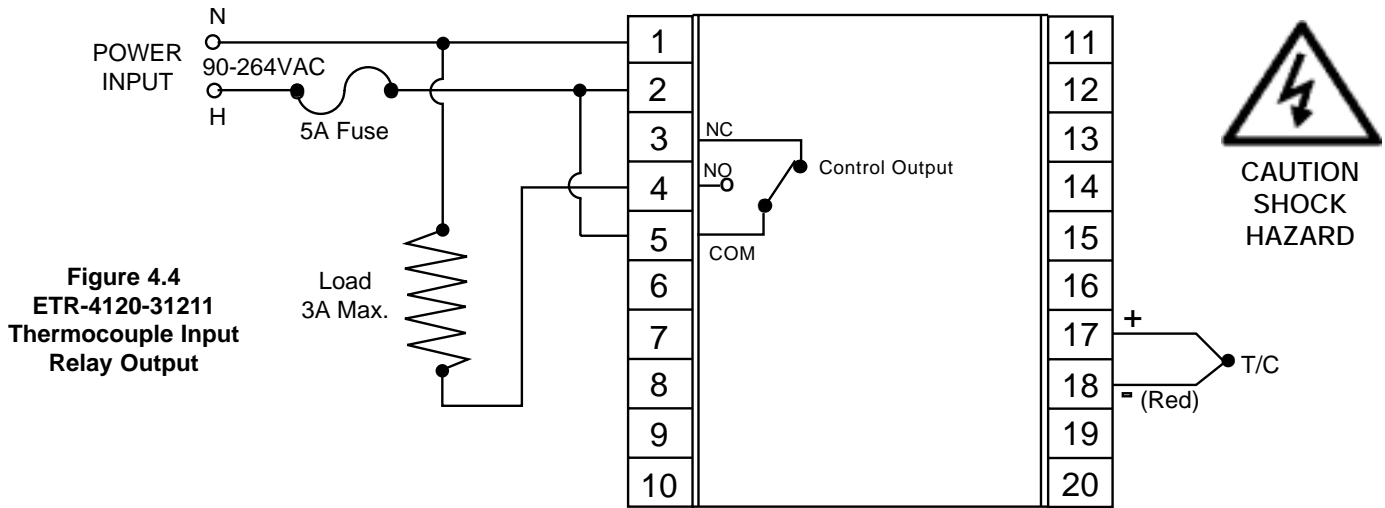 N
POWER
INPUT
90-264VAC
H
5A Fuse
Figure 4.4
ETR-4120-31211
Thermocouple Input
Relay Output
Load
3A Max.
1
2
3
4
5
6
7
8
9
10
NC
NO
COM
Control Output
11
12
13
14
15
16
17
18
19
20
+
- (Red)
T/C
CAUTION
SHOCK
HAZARD